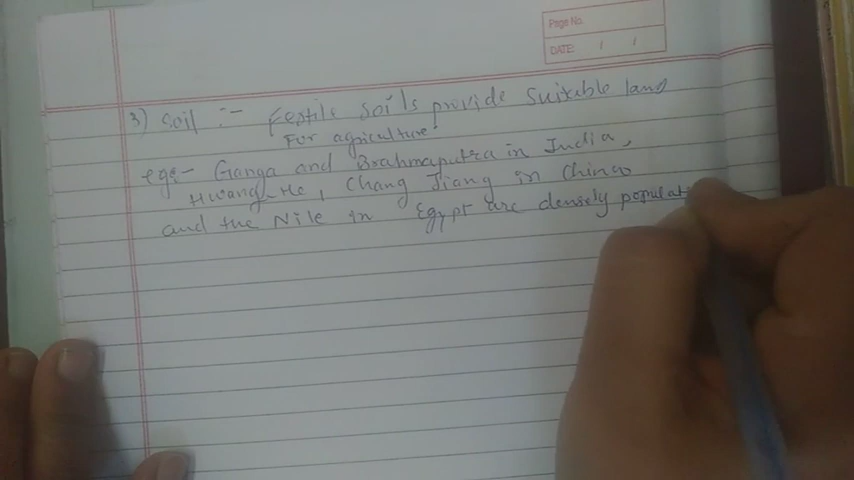 Page No.
DATE: / /
3) Soil :- Fertile soils provide suitable land
For agriculture.
eg:- Ganga and Brahmaputra in India,
Hwang-He, Chang Jiang in China
and the Nile in Egypt are densely populat